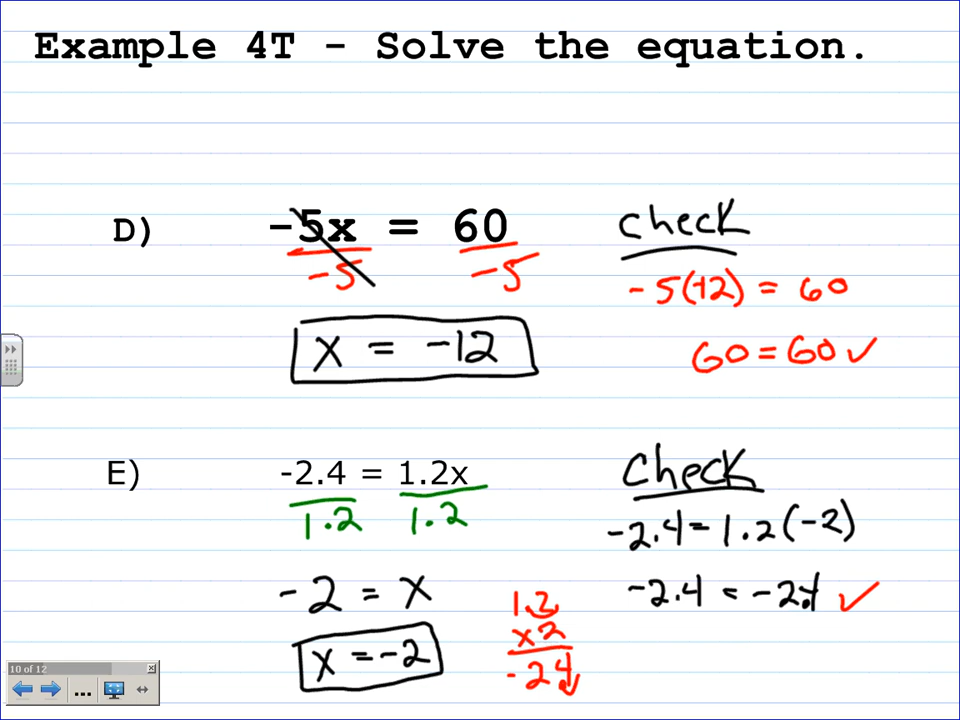 Example 4T - Solve the equation.
D) -5x = 60
-5 -5
x = -12
check
-5(-12) = 60
60 = 60 ✓
E) -2.4 = 1.2x
1.2 1.2
-2 = x
x = -2
Check
-2.4 = 1.2(-2)
-2.4 = -2.4 ✓
1.2
x2
-2.4
10 of 12
...